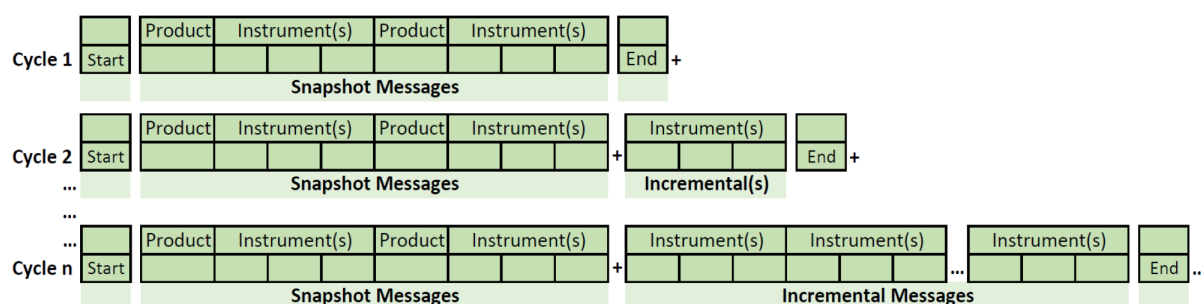 Product Instrument(s) Product Instrument(s)
Cycle 1 Start End +
Snapshot Messages
Product Instrument(s) Product Instrument(s) Instrument(s)
Cycle 2 Start + End +
... Snapshot Messages Incremental(s)
...
... Product Instrument(s) Product Instrument(s) Instrument(s) Instrument(s) Instrument(s)
Cycle n Start + ... End ..
Snapshot Messages Incremental Messages